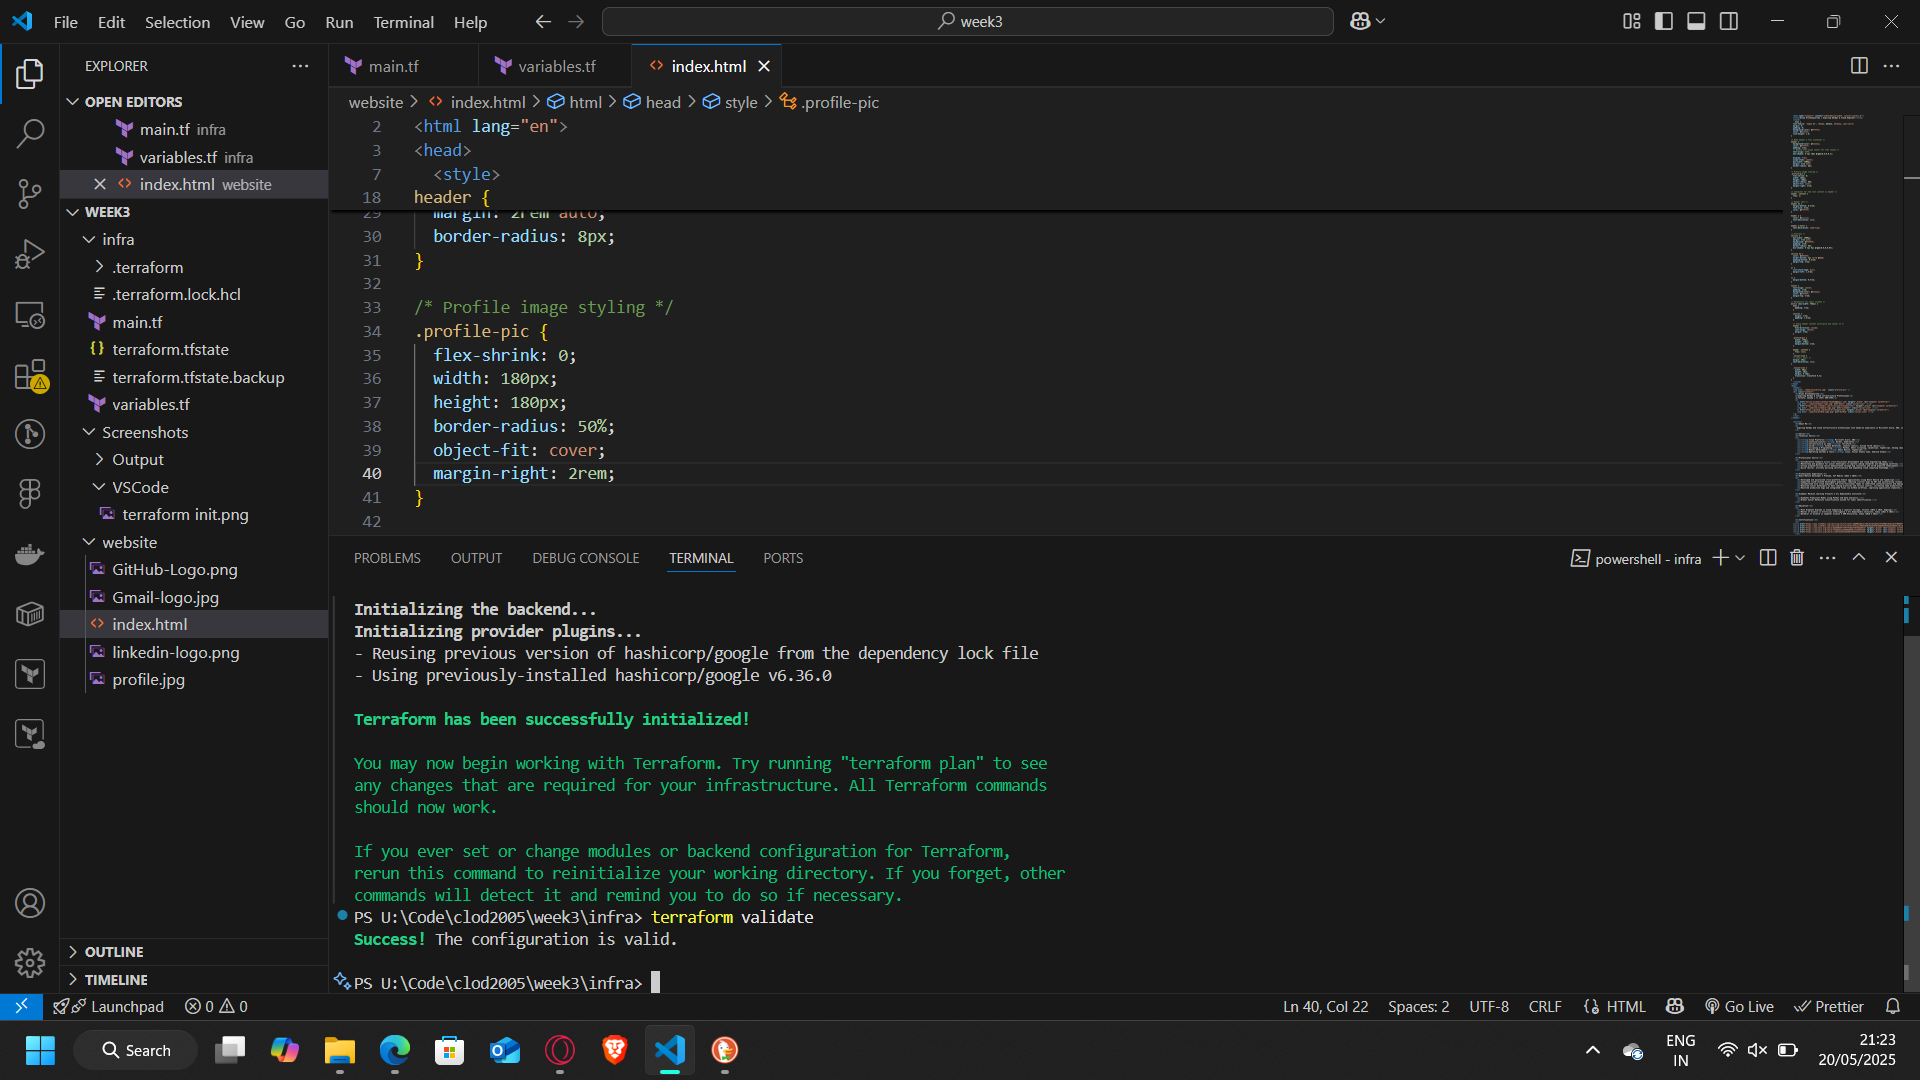 File Edit Selection View Go Run Terminal Help
week3
EXPLORER
OPEN EDITORS
main.tf infra
variables.tf infra
index.html website
WEEK3
infra
.terraform
.terraform.lock.hcl
main.tf
terraform.tfstate
terraform.tfstate.backup
variables.tf
Screenshots
Output
VSCode
terraform init.png
website
GitHub-Logo.png
Gmail-logo.jpg
index.html
linkedin-logo.png
profile.jpg
OUTLINE
TIMELINE
main.tf variables.tf index.html
website > index.html > html > head > style > .profile-pic
2 <html lang="en">
3 <head>
7 <style>
18 header {
29 margin: 2rem auto;
30 border-radius: 8px;
31 }
32
33 /* Profile image styling */
34 .profile-pic {
35 flex-shrink: 0;
36 width: 180px;
37 height: 180px;
38 border-radius: 50%;
39 object-fit: cover;
40 margin-right: 2rem;
41 }
42
PROBLEMS OUTPUT DEBUG CONSOLE TERMINAL PORTS
powershell - infra
Initializing the backend...
Initializing provider plugins...
- Reusing previous version of hashicorp/google from the dependency lock file
- Using previously-installed hashicorp/google v6.36.0
Terraform has been successfully initialized!
You may now begin working with Terraform. Try running "terraform plan" to see
any changes that are required for your infrastructure. All Terraform commands
should now work.
If you ever set or change modules or backend configuration for Terraform,
rerun this command to reinitialize your working directory. If you forget, other
commands will detect it and remind you to do so if necessary.
PS U:\Code\clod2005\week3\infra> terraform validate
Success! The configuration is valid.
PS U:\Code\clod2005\week3\infra>
Launchpad 0 0
Ln 40, Col 22 Spaces: 2 UTF-8 CRLF HTML Go Live Prettier
Search
ENG
IN
21:23
20/05/2025